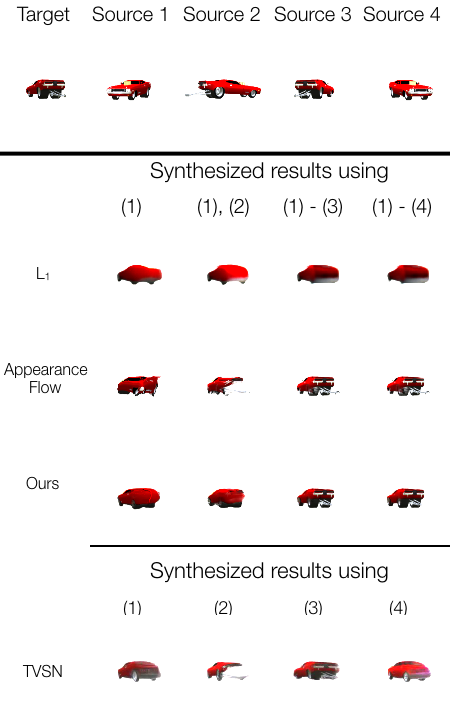 Target Source 1 Source 2 Source 3 Source 4
Synthesized results using
(1) (1), (2) (1) - (3) (1) - (4)
L₁
Appearance
Flow
Ours
Synthesized results using
(1) (2) (3) (4)
TVSN